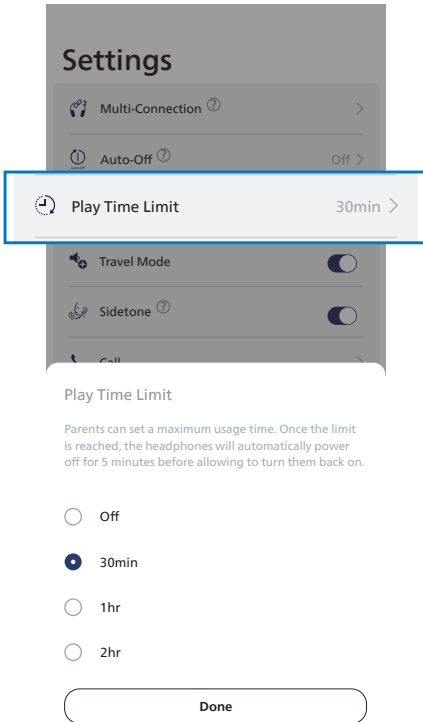 Settings
Multi-Connection ?
Auto-Off ? Off
Play Time Limit 30min
Travel Mode
Sidetone ?
Call
Play Time Limit
Parents can set a maximum usage time. Once the limit
is reached, the headphones will automatically power
off for 5 minutes before allowing to turn them back on.
Off
30min
1hr
2hr
Done